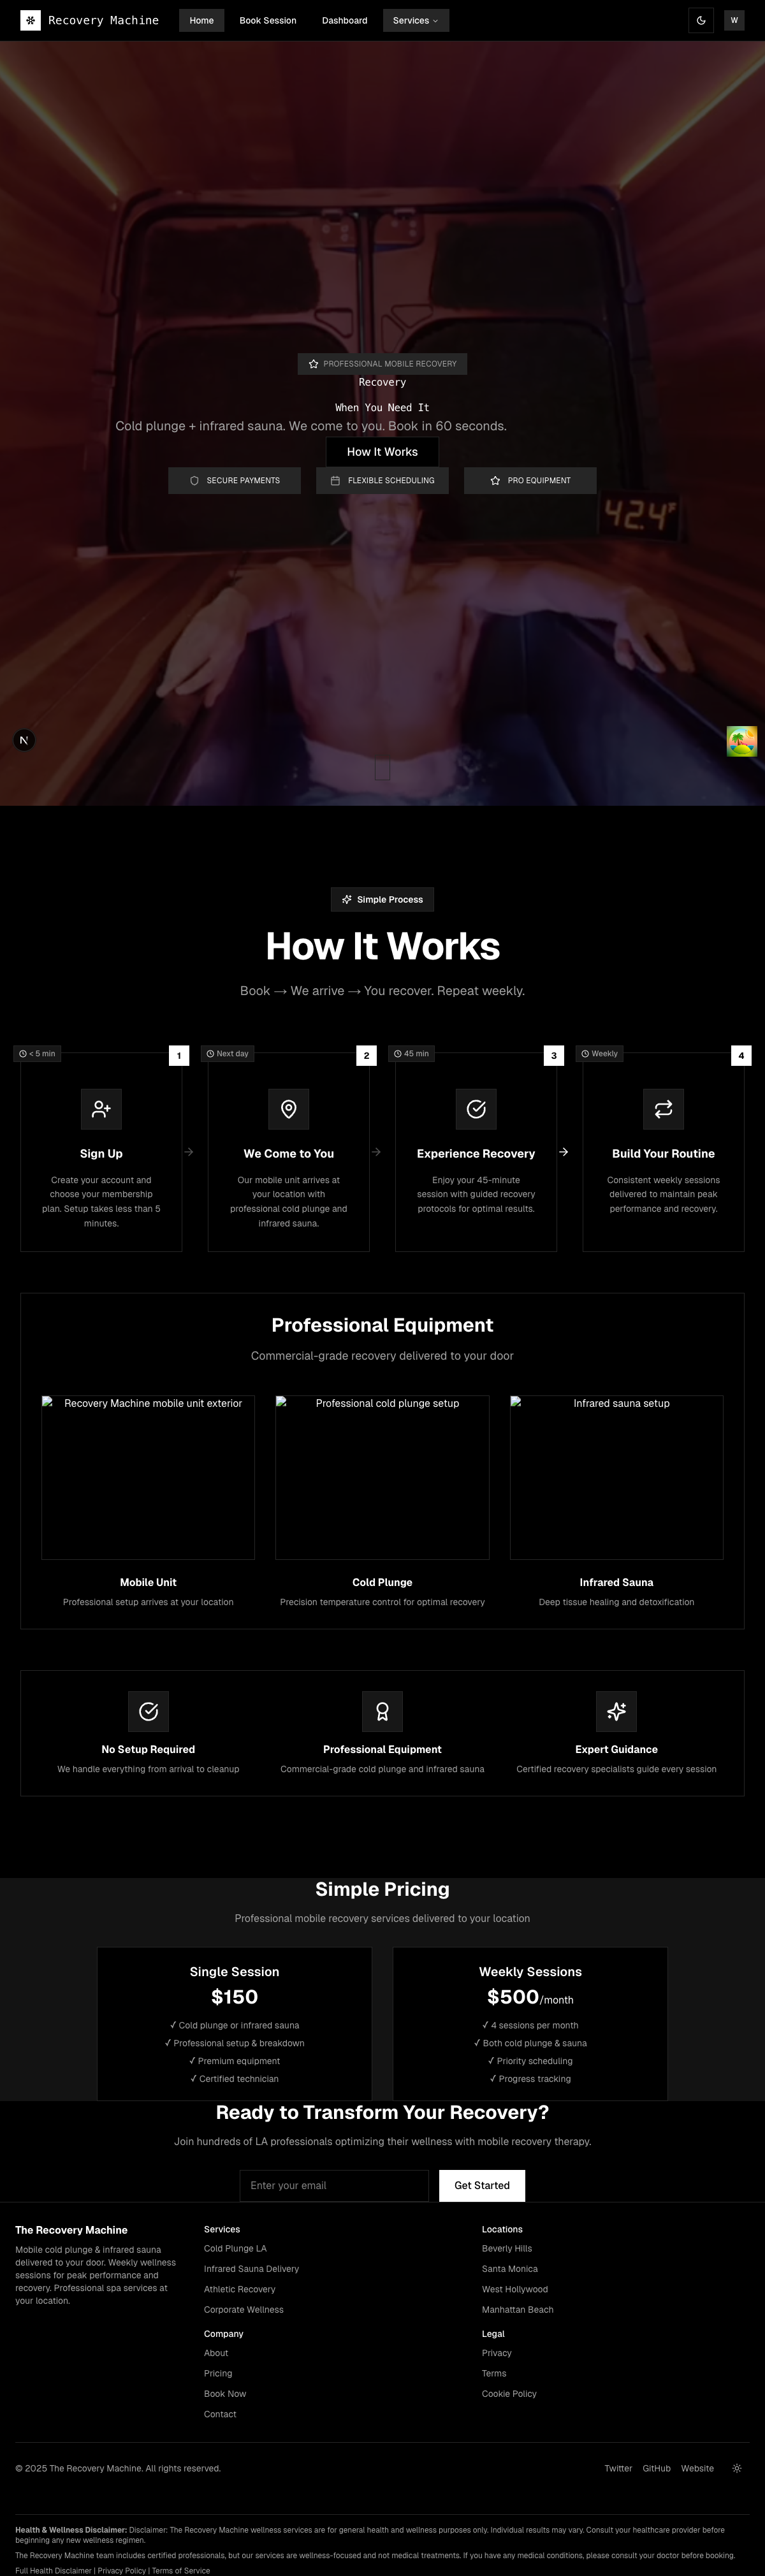 Recovery Machine
Home
Book Session
Dashboard
Services
W
PROFESSIONAL MOBILE RECOVERY
Recovery
When You Need It
Cold plunge + infrared sauna. We come to you. Book in 60 seconds.
How It Works
SECURE PAYMENTS
FLEXIBLE SCHEDULING
PRO EQUIPMENT
42.4F
N
Simple Process
How It Works
Book → We arrive → You recover. Repeat weekly.
< 5 min
1
Sign Up
Create your account and
choose your membership
plan. Setup takes less than 5
minutes.
Next day
2
We Come to You
Our mobile unit arrives at
your location with
professional cold plunge and
infrared sauna.
45 min
3
Experience Recovery
Enjoy your 45-minute
session with guided recovery
protocols for optimal results.
Weekly
4
Build Your Routine
Consistent weekly sessions
delivered to maintain peak
performance and recovery.
Professional Equipment
Commercial-grade recovery delivered to your door
Recovery Machine mobile unit exterior
Professional cold plunge setup
Infrared sauna setup
Mobile Unit
Professional setup arrives at your location
Cold Plunge
Precision temperature control for optimal recovery
Infrared Sauna
Deep tissue healing and detoxification
No Setup Required
We handle everything from arrival to cleanup
Professional Equipment
Commercial-grade cold plunge and infrared sauna
Expert Guidance
Certified recovery specialists guide every session
Simple Pricing
Professional mobile recovery services delivered to your location
Single Session
$150
✓ Cold plunge or infrared sauna
✓ Professional setup & breakdown
✓ Premium equipment
✓ Certified technician
Weekly Sessions
$500/month
✓ 4 sessions per month
✓ Both cold plunge & sauna
✓ Priority scheduling
✓ Progress tracking
Ready to Transform Your Recovery?
Join hundreds of LA professionals optimizing their wellness with mobile recovery therapy.
Enter your email
Get Started
The Recovery Machine
Mobile cold plunge & infrared sauna
delivered to your door. Weekly wellness
sessions for peak performance and
recovery. Professional spa services at
your location.
Services
Cold Plunge LA
Infrared Sauna Delivery
Athletic Recovery
Corporate Wellness
Locations
Beverly Hills
Santa Monica
West Hollywood
Manhattan Beach
Company
About
Pricing
Book Now
Contact
Legal
Privacy
Terms
Cookie Policy
© 2025 The Recovery Machine. All rights reserved.
Twitter
GitHub
Website
Health & Wellness Disclaimer: Disclaimer: The Recovery Machine wellness services are for general health and wellness purposes only. Individual results may vary. Consult your healthcare provider before
beginning any new wellness regimen.
The Recovery Machine team includes certified professionals, but our services are wellness-focused and not medical treatments. If you have any medical conditions, please consult your doctor before booking.
Full Health Disclaimer | Privacy Policy | Terms of Service